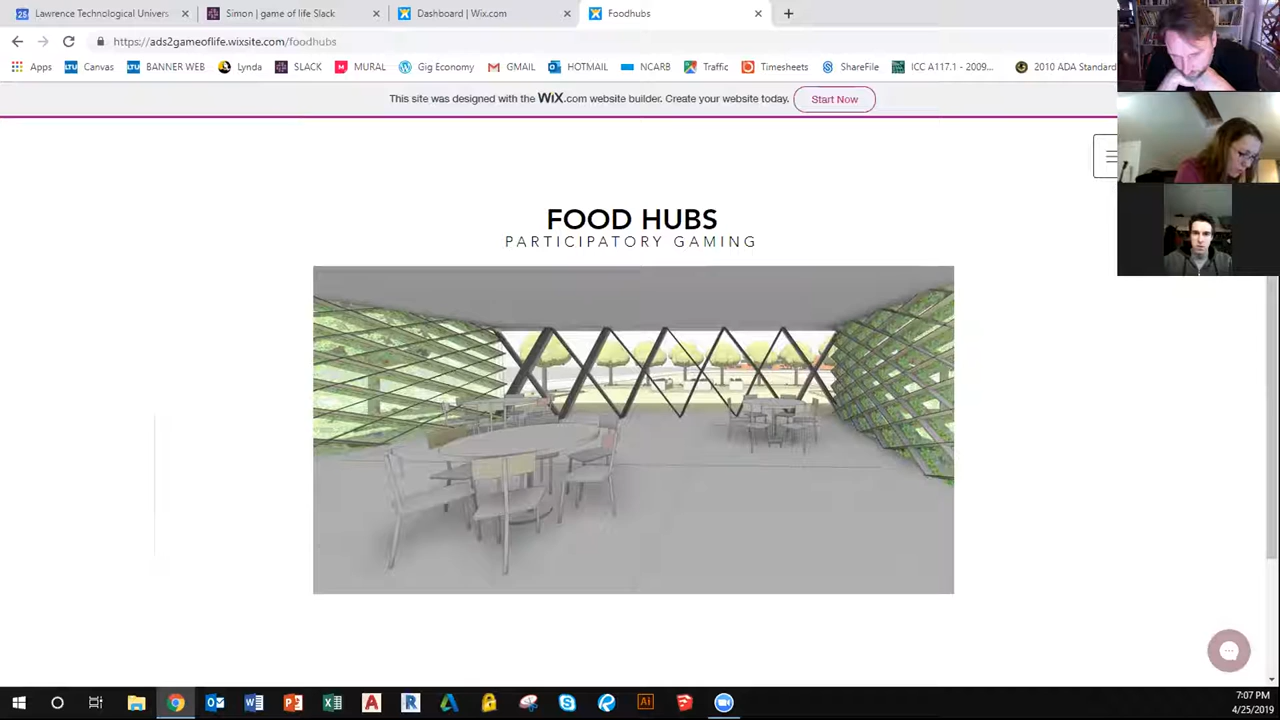 25 Lawrence Technological Univers
Simon | game of life Slack
Dashboard | Wix.com
Foodhubs
https://ads2gameoflife.wixsite.com/foodhubs
Apps LTU Canvas LTU BANNER WEB Lynda SLACK MURAL Gig Economy GMAIL HOTMAIL NCARB Traffic Timesheets ShareFile ICC A117.1 - 2009... 2010 ADA Standard
This site was designed with the WiX.com website builder. Create your website today. Start Now
FOOD HUBS
PARTICIPATORY GAMING
7:07 PM
4/25/2019